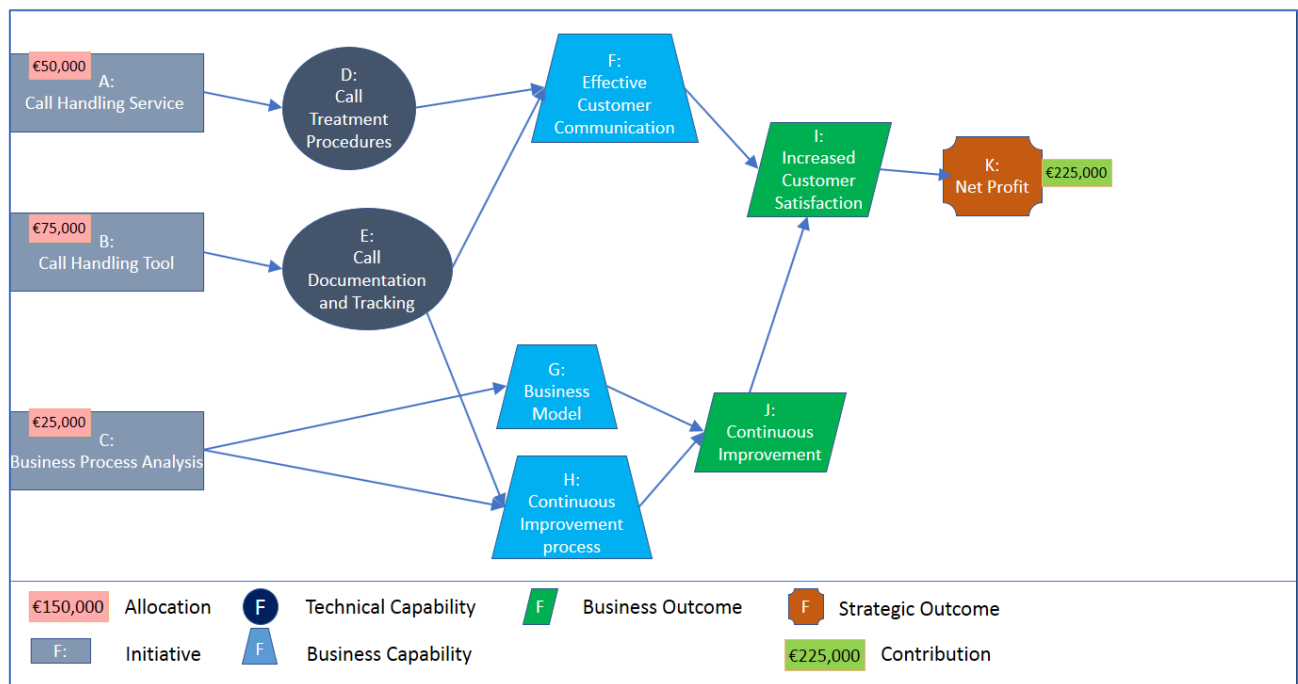 €50,000
A:
Call Handling Service
D:
Call
Treatment
Procedures
F:
Effective
Customer
Communication
I:
Increased
Customer
Satisfaction
K:
Net Profit
€225,000
€75,000
B:
Call Handling Tool
E:
Call
Documentation
and Tracking
G:
Business
Model
€25,000
C:
Business Process Analysis
H:
Continuous
Improvement
process
J:
Continuous
Improvement
€150,000 Allocation
F Technical Capability
F Business Outcome
F Strategic Outcome
F: Initiative
F Business Capability
€225,000 Contribution